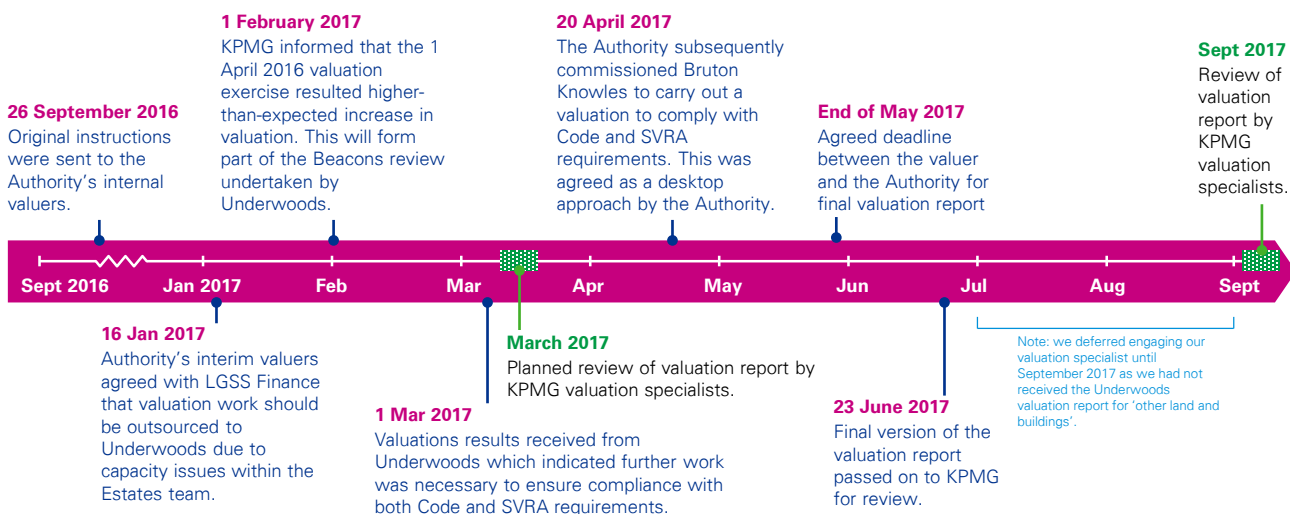 26 September 2016
Original instructions
were sent to the
Authority's internal
valuers.
1 February 2017
KPMG informed that the 1
April 2016 valuation
exercise resulted higher-
than-expected increase in
valuation. This will form
part of the Beacons review
undertaken by
Underwoods.
20 April 2017
The Authority subsequently
commissioned Bruton
Knowles to carry out a
valuation to comply with
Code and SVRA
requirements. This was
agreed as a desktop
approach by the Authority.
End of May 2017
Agreed deadline
between the valuer
and the Authority for
final valuation report
Sept 2017
Review of
valuation
report by
KPMG
valuation
specialists.
Sept 2016 Jan 2017 Feb Mar Apr May Jun Jul Aug Sept
16 Jan 2017
Authority's interim valuers
agreed with LGSS Finance
that valuation work should
be outsourced to
Underwoods due to
capacity issues within the
Estates team.
1 Mar 2017
Valuations results received from
Underwoods which indicated further work
was necessary to ensure compliance with
both Code and SVRA requirements.
March 2017
Planned review of valuation report by
KPMG valuation specialists.
23 June 2017
Final version of the
valuation report
passed on to KPMG
for review.
Note: we deferred engaging our
valuation specialist until
September 2017 as we had not
received the Underwoods
valuation report for 'other land and
buildings'.